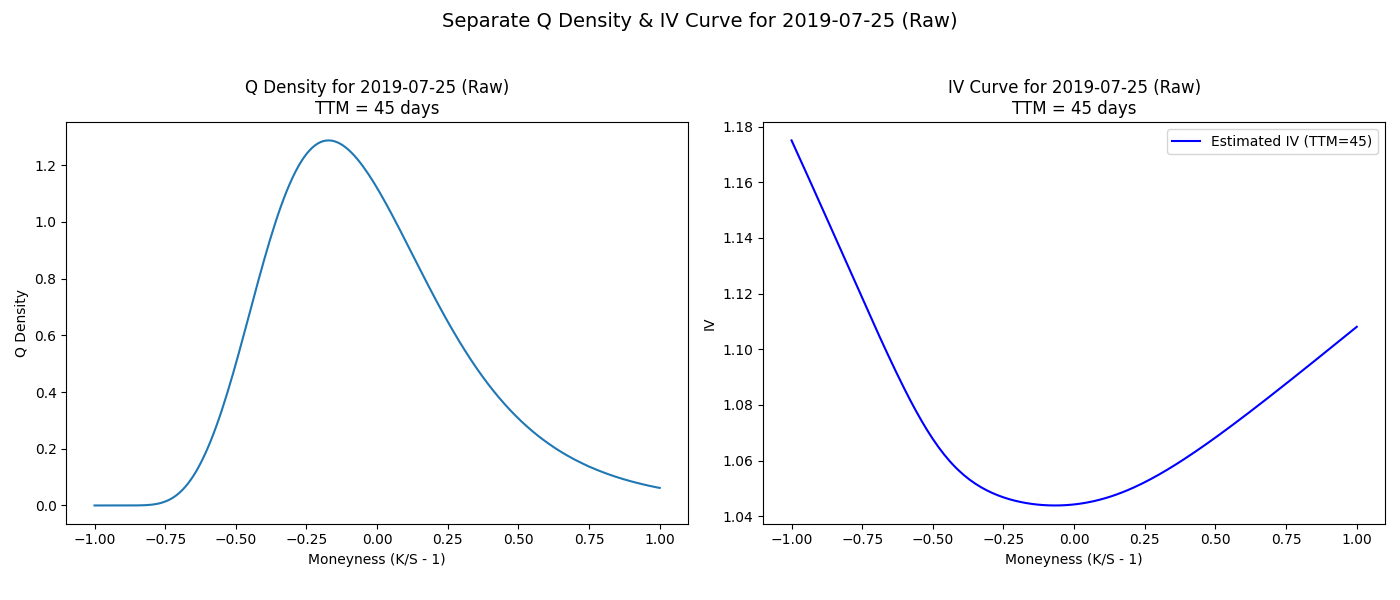 Separate Q Density & IV Curve for 2019-07-25 (Raw)
Q Density for 2019-07-25 (Raw)
TTM = 45 days
Q Density
1.2
1.0
0.8
0.6
0.4
0.2
0.0
−1.00 −0.75 −0.50 −0.25 0.00 0.25 0.50 0.75 1.00
Moneyness (K/S - 1)
IV Curve for 2019-07-25 (Raw)
TTM = 45 days
Estimated IV (TTM=45)
IV
1.18
1.16
1.14
1.12
1.10
1.08
1.06
1.04
−1.00 −0.75 −0.50 −0.25 0.00 0.25 0.50 0.75 1.00
Moneyness (K/S - 1)